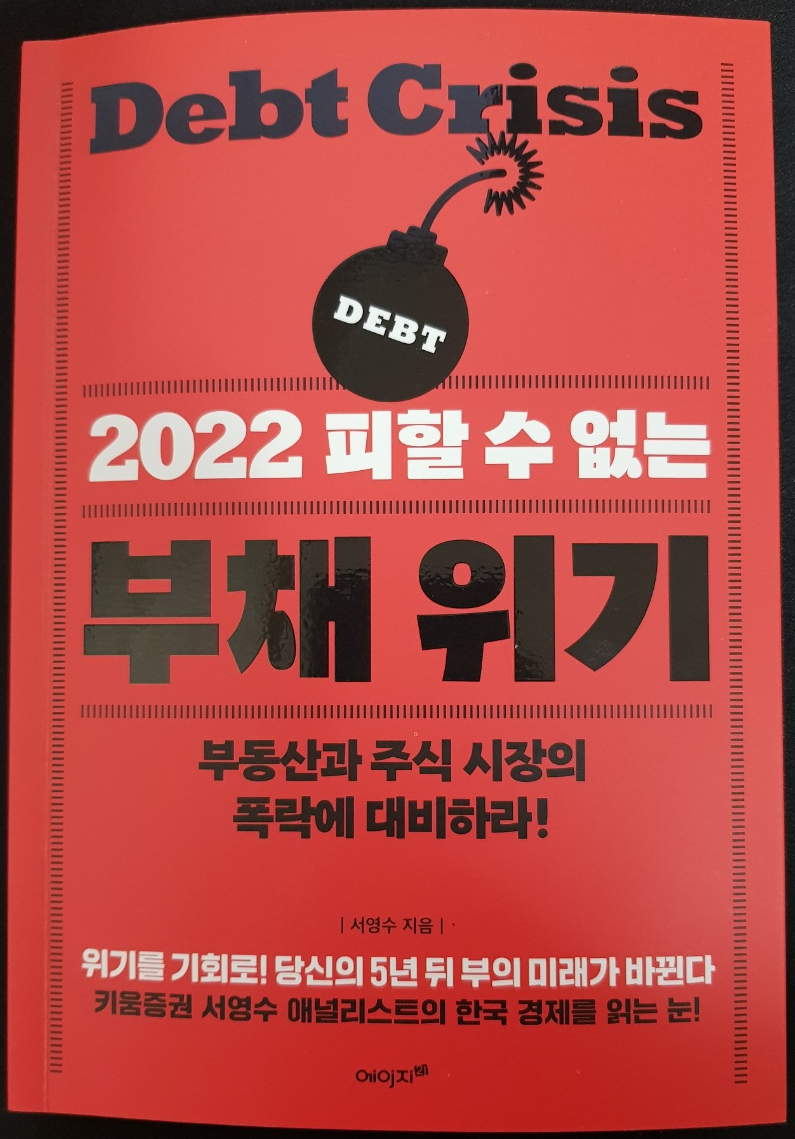 Debt Crisis
DEBT
2022 피할 수 없는
부채 위기
부동산과 주식 시장의
폭락에 대비하라!
| 서영수 지음 |
위기를 기회로! 당신의 5년 뒤 부의 미래가 바뀐다
키움증권 서영수 애널리스트의 한국 경제를 읽는 눈!
에이지21